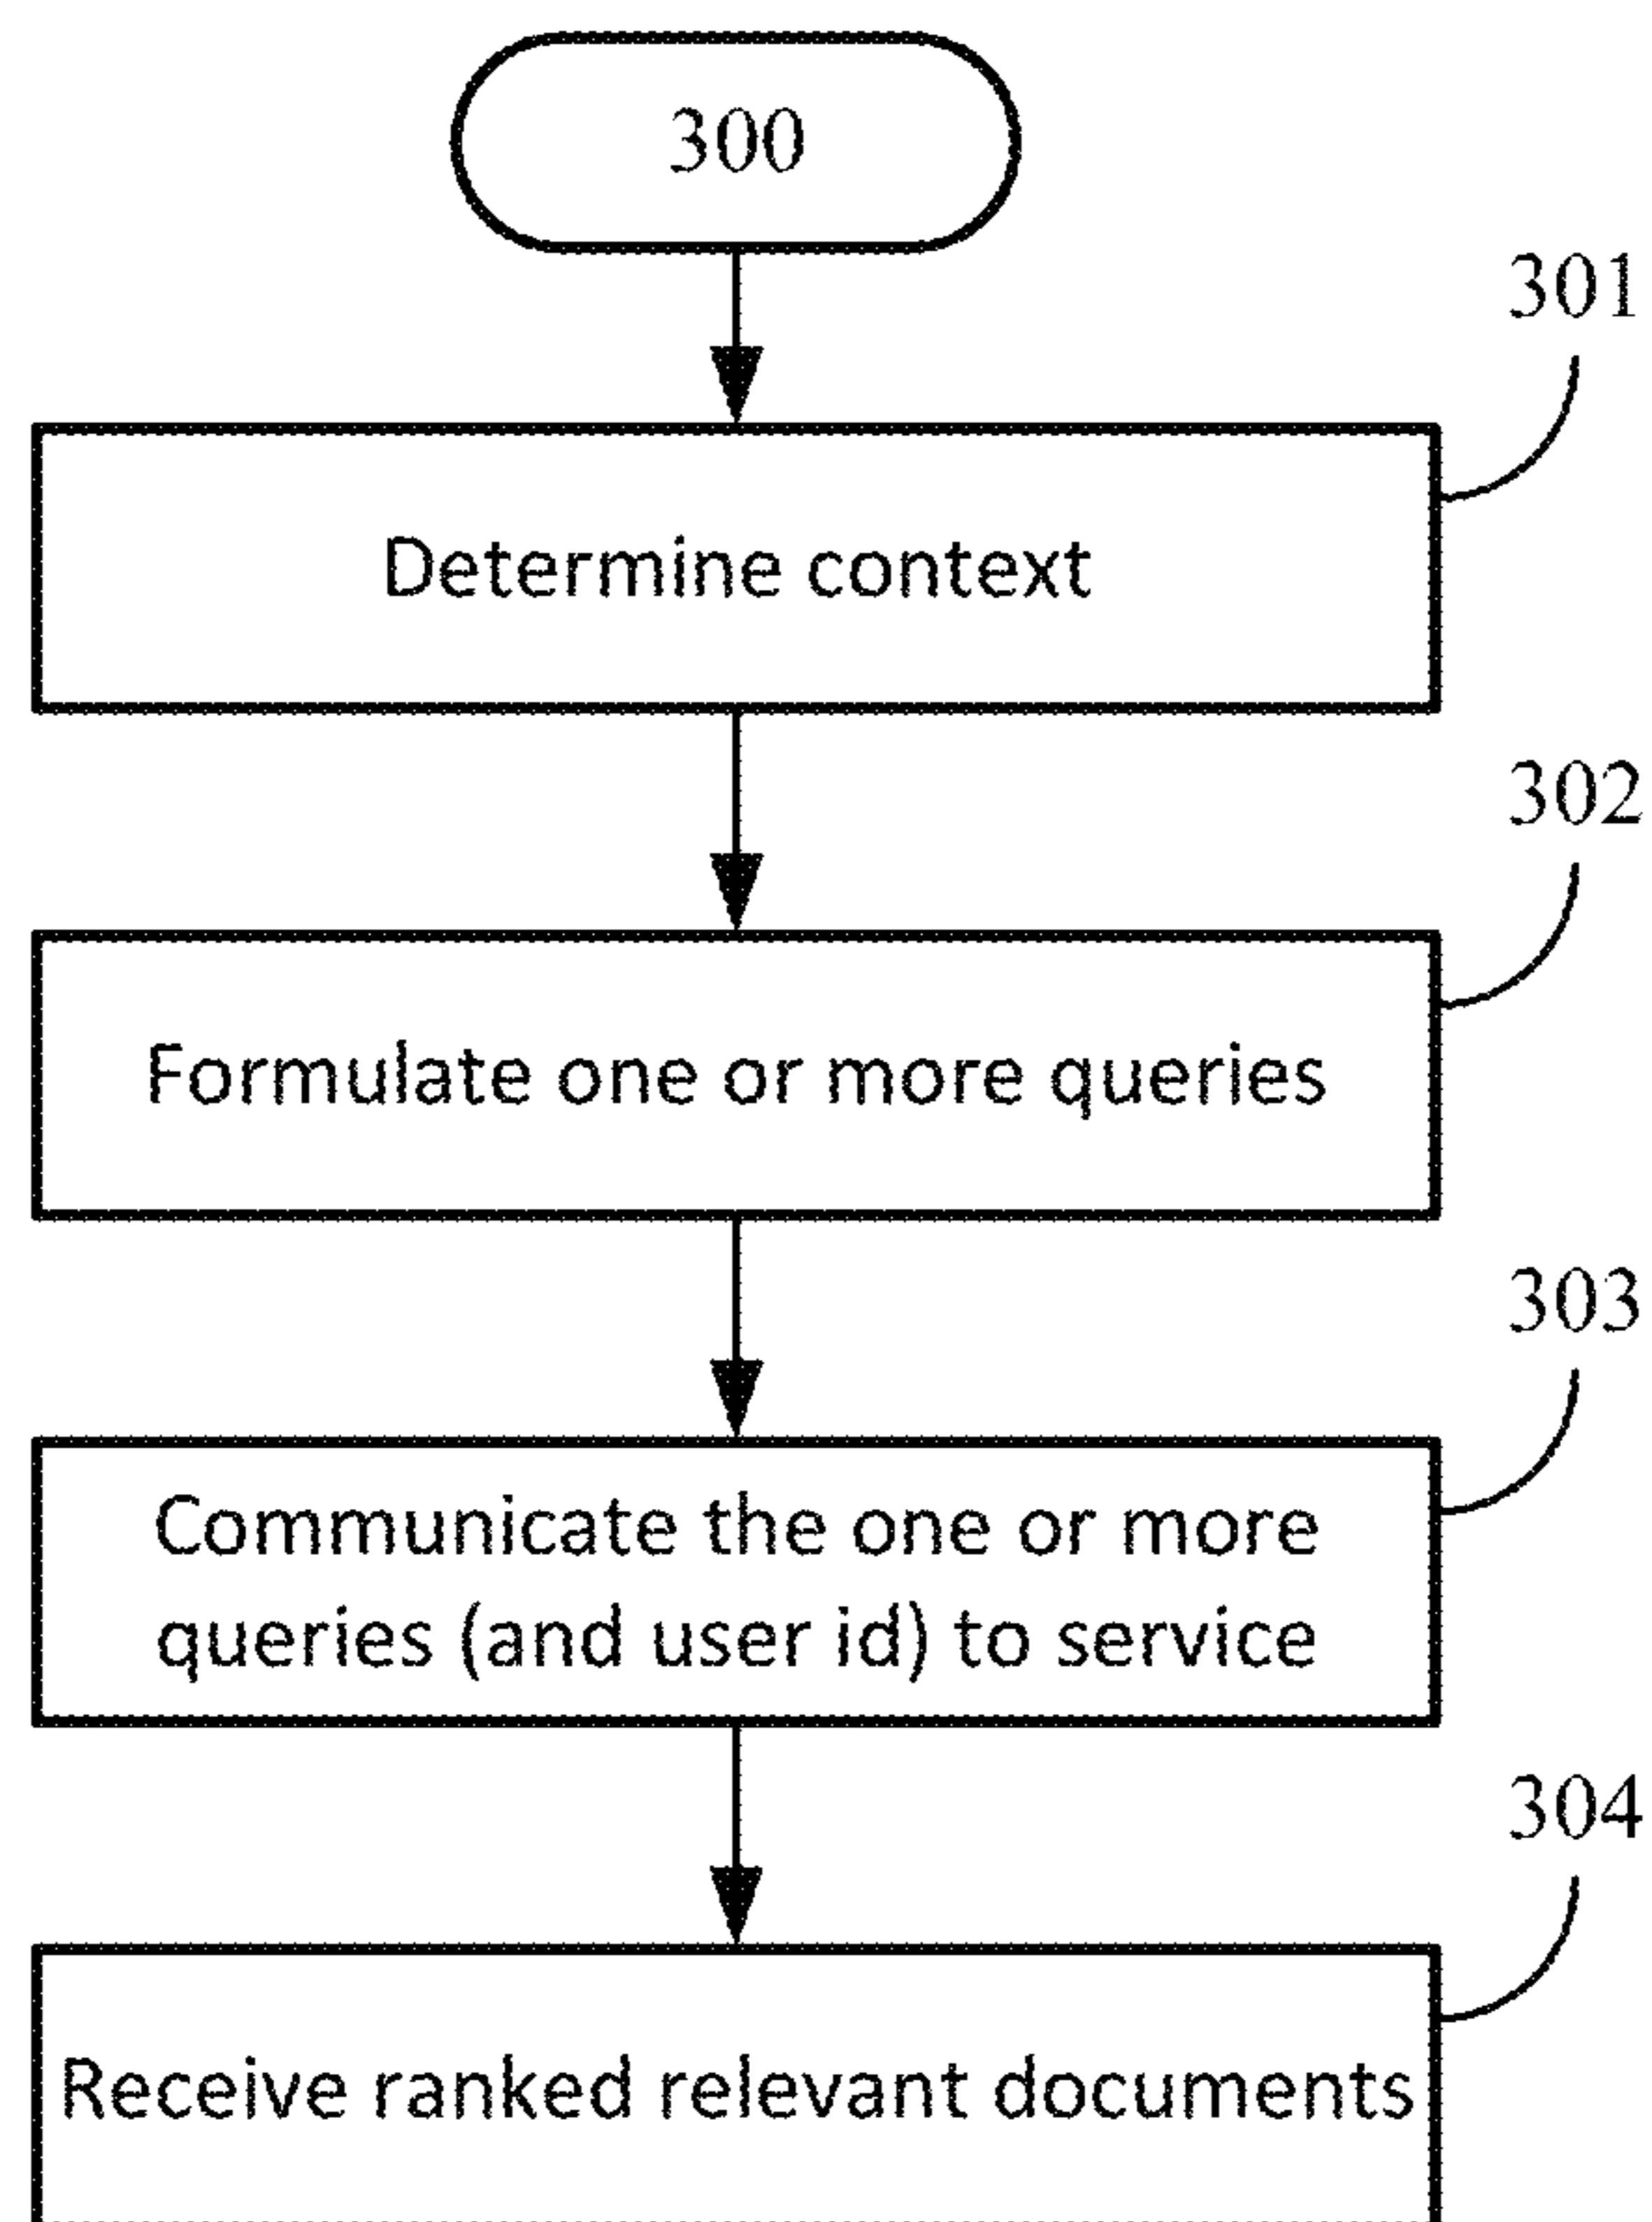 300
301
Determine context
302
Formulate one or more queries
303
Communicate the one or more
queries (and user id) to service
304
Receive ranked relevant documents